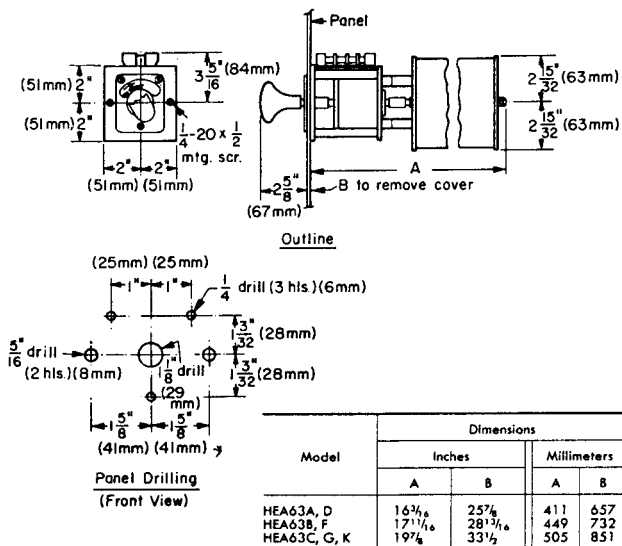 Panel
3 5/16" (84mm)
(51mm) 2"
(51mm) 2"
1/4-20 x 1/2
mtg. scr.
2" 2"
(51mm) (51mm)
2 15/32" (63mm)
2 15/32" (63mm)
A
B to remove cover
2 5/8"
(67mm)
Outline
(25mm) (25mm)
1" 1"
1/4 drill (3 hls.) (6mm)
1 3/32" (28mm)
1 3/32" (28mm)
5/16" drill
(2 hls.) (8mm)
1 1/8" drill
(29 mm)
1 5/8" 1 5/8"
(41mm) (41mm)
Panel Drilling
(Front View)
Model Dimensions
Inches Millimeters
A B A B
HEA63A, D 16 3/16 25 7/8 411 657
HEA63B, F 17 11/16 28 13/16 449 732
HEA63C, G, K 19 7/8 33 1/2 505 851